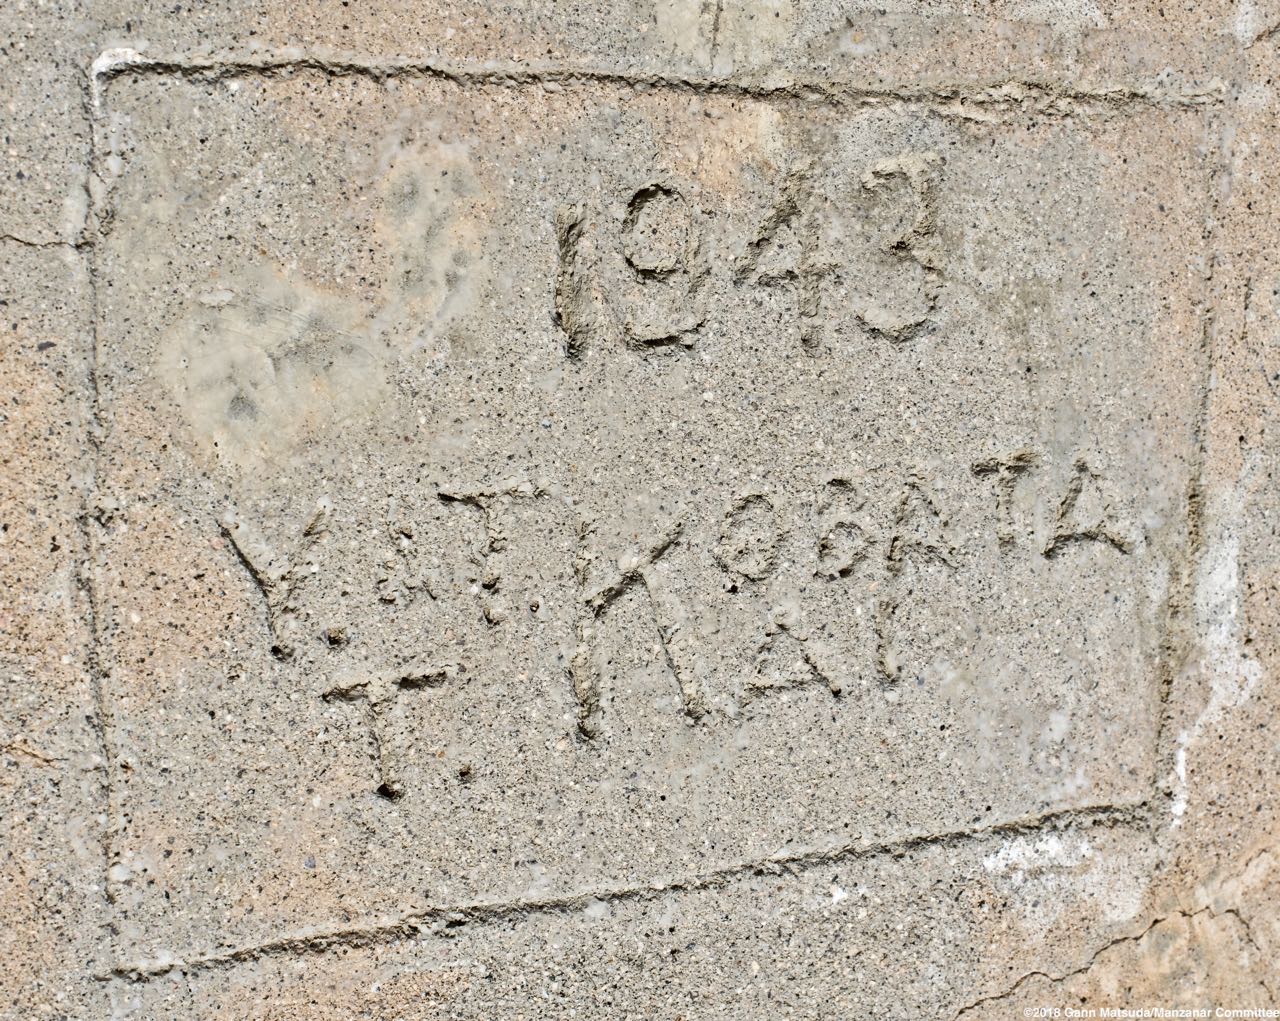 1943
Y. T. KOBATA
T. KAI
©2018 Gann Matsuda/Manzanar Committee